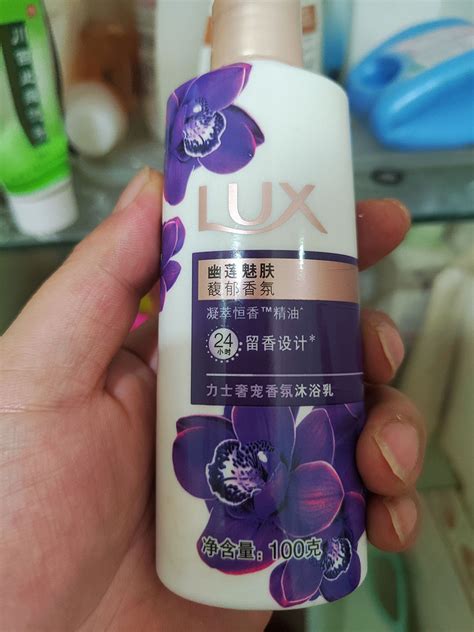 LUX
幽莲魅肤
馥郁香氛
凝萃恒香™精油^
24
小时
留香设计*
力士奢宠香氛沐浴乳
净含量:100克